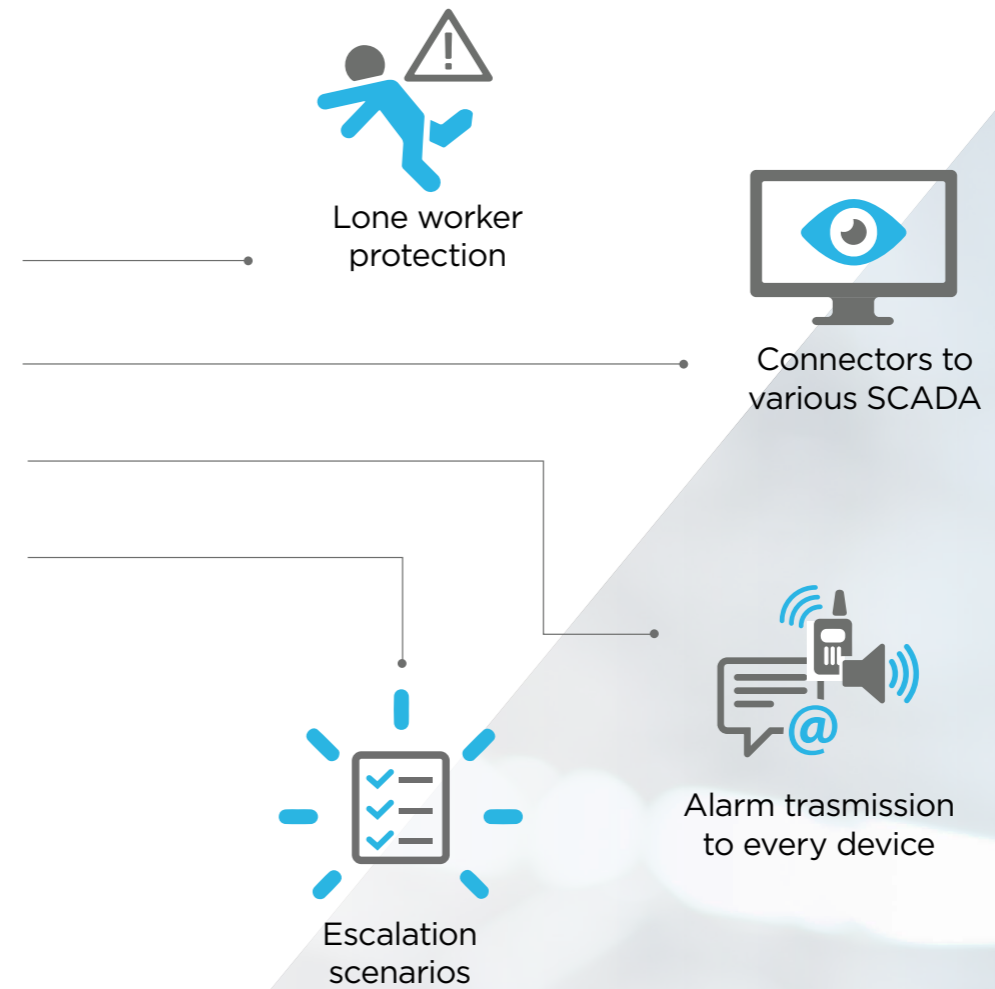 Lone worker
protection
Connectors to
various SCADA
Alarm trasmission
to every device
Escalation
scenarios